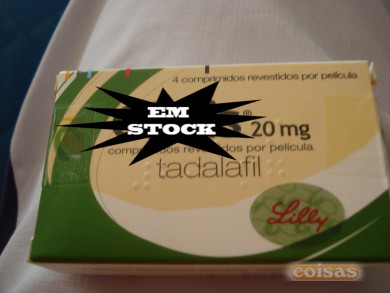 4 comprimidos revestidos por película
EM
STOCK
®
20 mg
comprimidos revestidos por película
tadalafil
Lilly
coisas